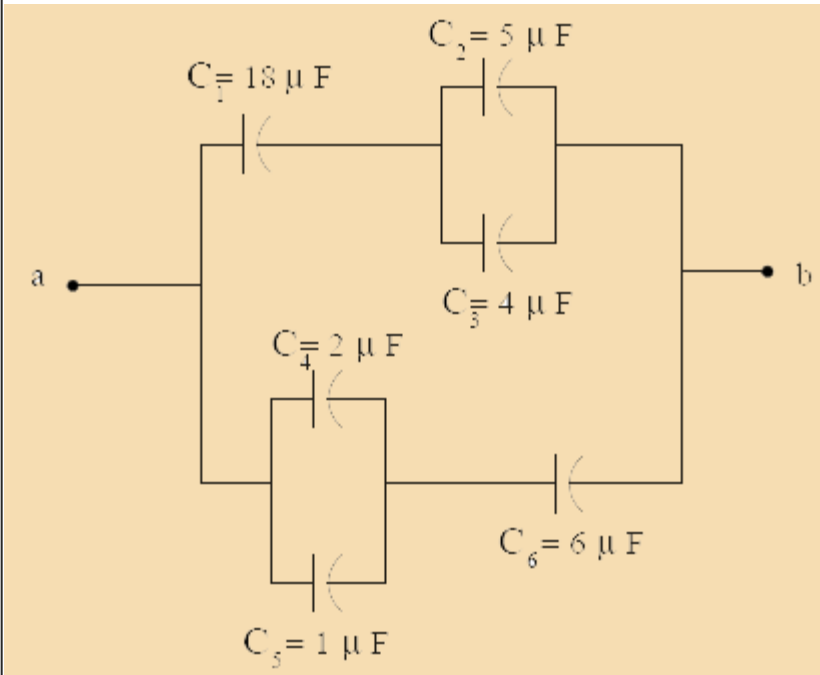 C₂= 5 μ F
C₁= 18 μ F
a
b
C₃= 4 μ F
C₄= 2 μ F
C₆= 6 μ F
C₅= 1 μ F